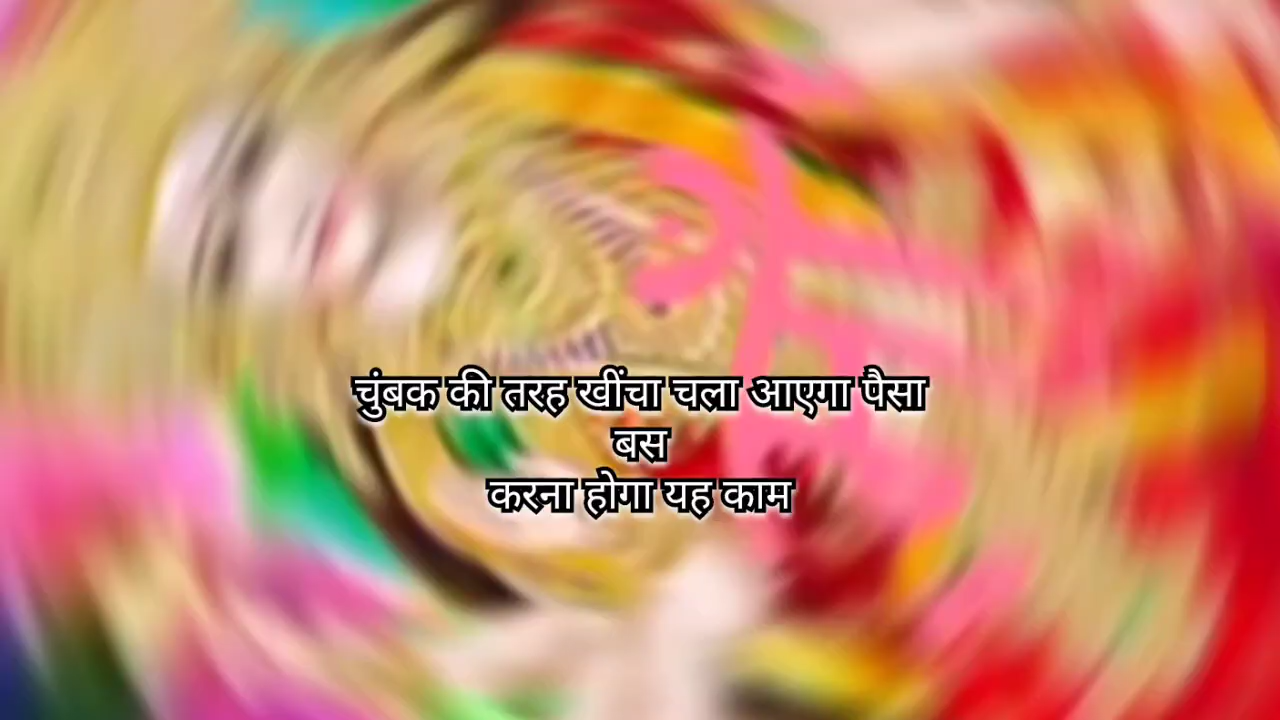 चुंबक की तरह खींचा चला आएगा पैसा
बस
करना होगा यह काम